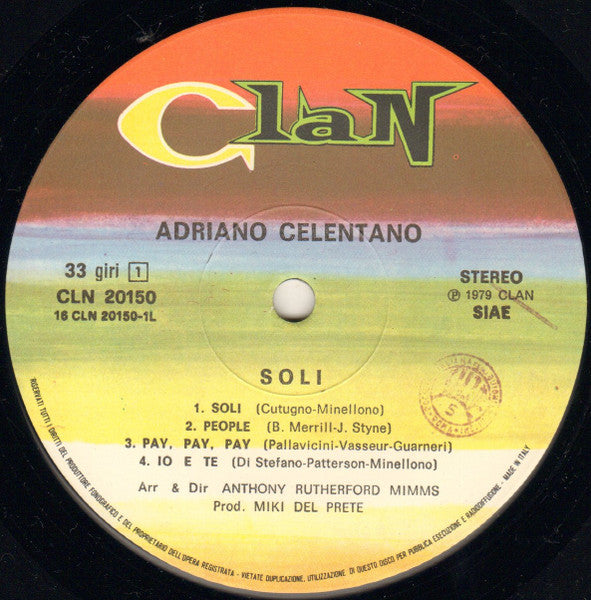 Clan
ADRIANO CELENTANO
33 giri 1
CLN 20150
16 CLN 20150-1L
STEREO
℗ 1979 CLAN
SIAE
SOLI
1. SOLI (Cutugno-Minellono)
2. PEOPLE (B. Merrill-J. Styne)
3. PAY, PAY, PAY (Pallavicini-Vasseur-Guarneri)
4. IO E TE (Di Stefano-Patterson-Minellono)
Arr & Dir ANTHONY RUTHERFORD MIMMS
Prod. MIKI DEL PRETE
RISERVATI TUTTI I DIRITTI DEL PRODUTTORE FONOGRAFICO E DEL PROPRIETARIO DELL'OPERA REGISTRATA - VIETATE DUPLICAZIONE, UTILIZZAZIONE DI QUESTO DISCO PER PUBBLICA ESECUZIONE E RADIODIFFUSIONE. - MADE IN ITALY